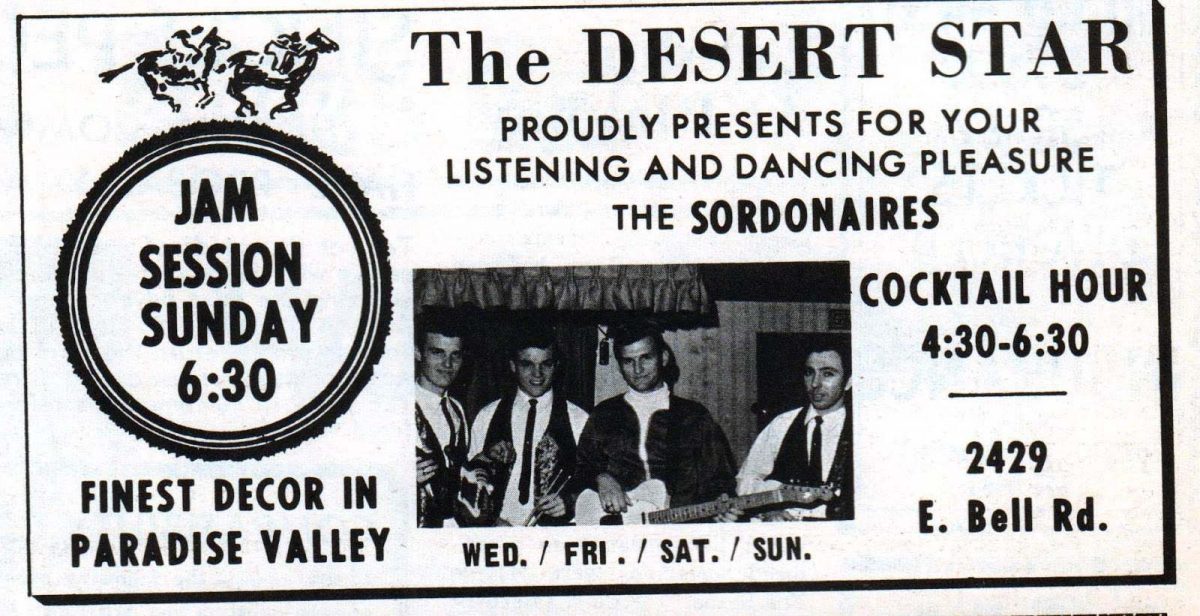 The DESERT STAR
PROUDLY PRESENTS FOR YOUR
LISTENING AND DANCING PLEASURE
THE SORDONAIRES
JAM
SESSION
SUNDAY
6:30
FINEST DECOR IN
PARADISE VALLEY
WED. / FRI. / SAT. / SUN.
COCKTAIL HOUR
4:30-6:30
2429
E. Bell Rd.